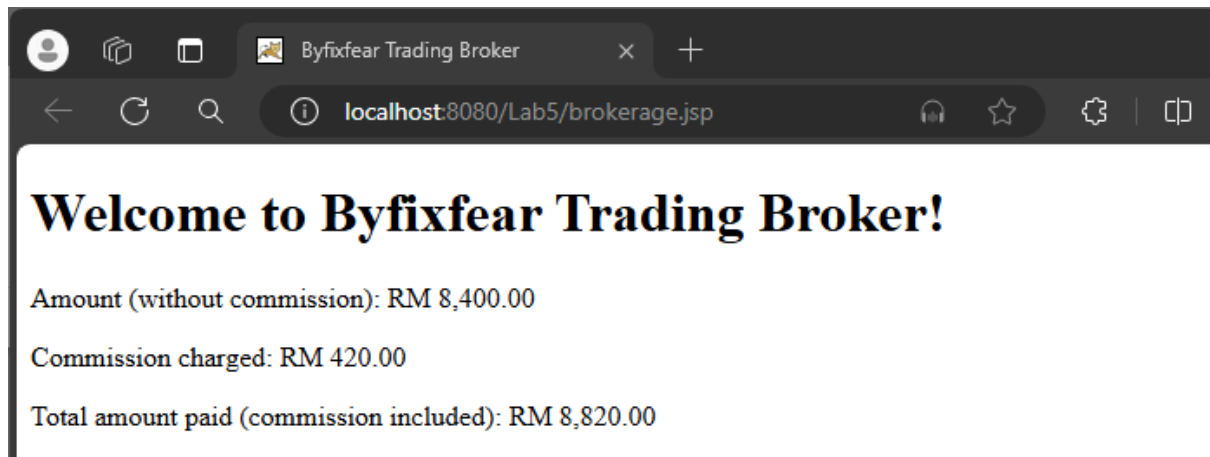 Byfixfear Trading Broker
localhost:8080/Lab5/brokerage.jsp
Welcome to Byfixfear Trading Broker!
Amount (without commission): RM 8,400.00
Commission charged: RM 420.00
Total amount paid (commission included): RM 8,820.00